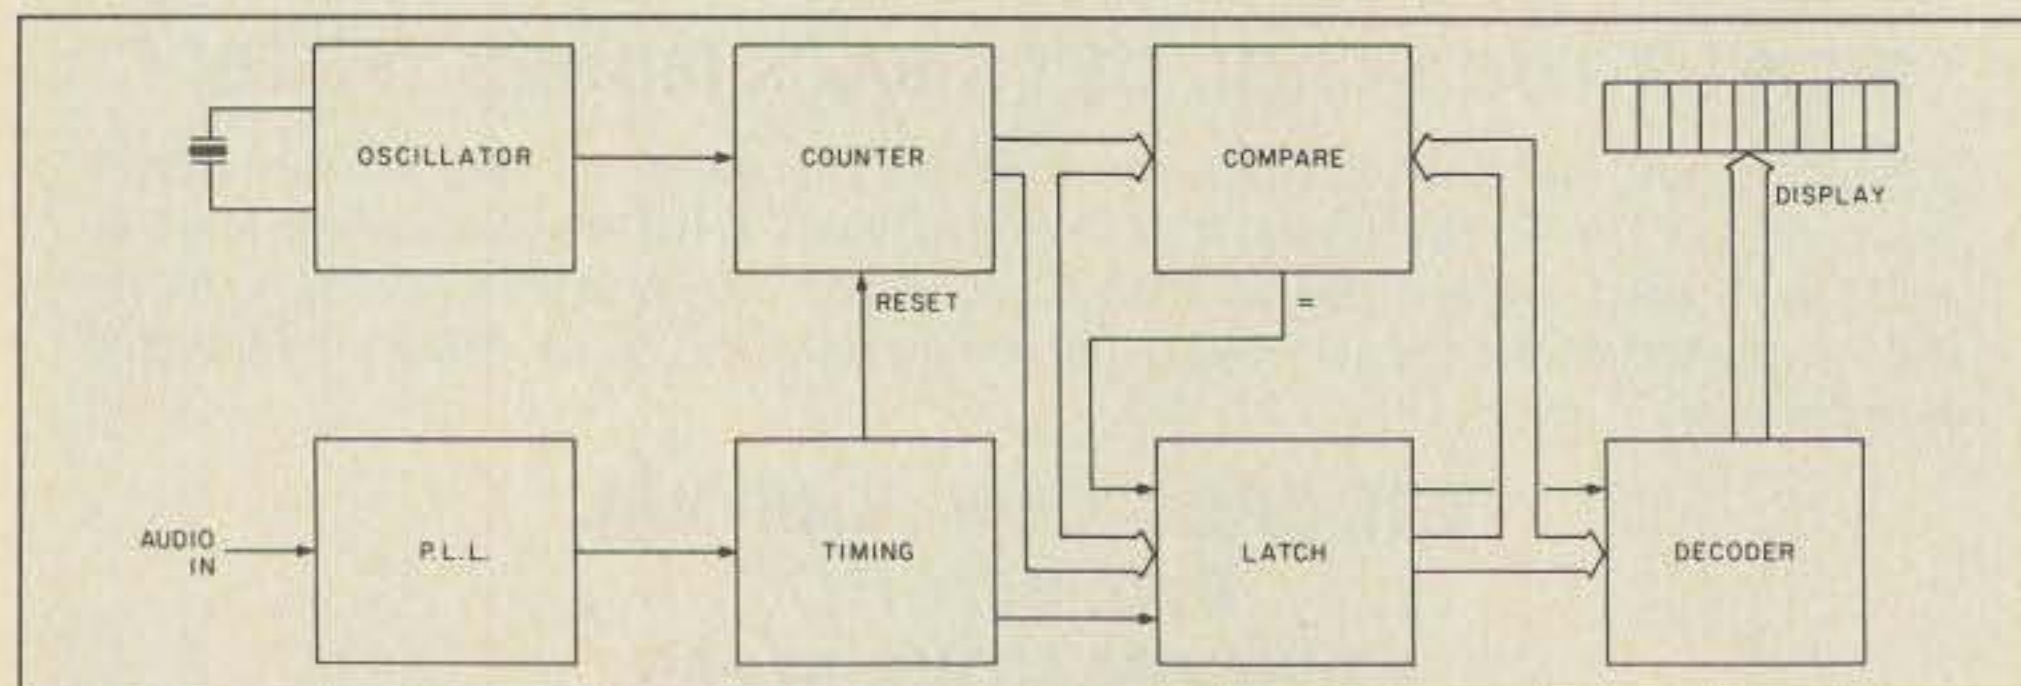 OSCILLATOR
COUNTER
COMPARE
DISPLAY
RESET
=
AUDIO
IN
P.L.L.
TIMING
LATCH
DECODER